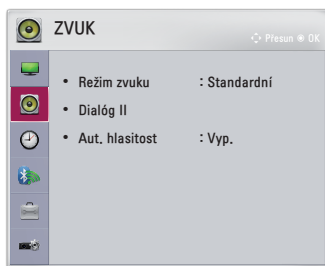 ZVUK
Přesun OK
• Režim zvuku : Standardní
• Dialóg II
• Aut. hlasitost : Vyp.